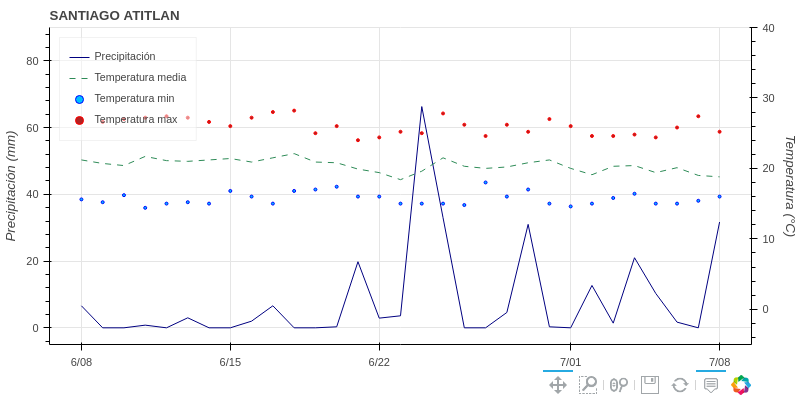 SANTIAGO ATITLAN
Precipitación
Temperatura media
Temperatura min
Temperatura max
Precipitación (mm)
80
60
40
20
0
40
30
20
10
0
Temperatura (°C)
6/08
6/15
6/22
7/01
7/08